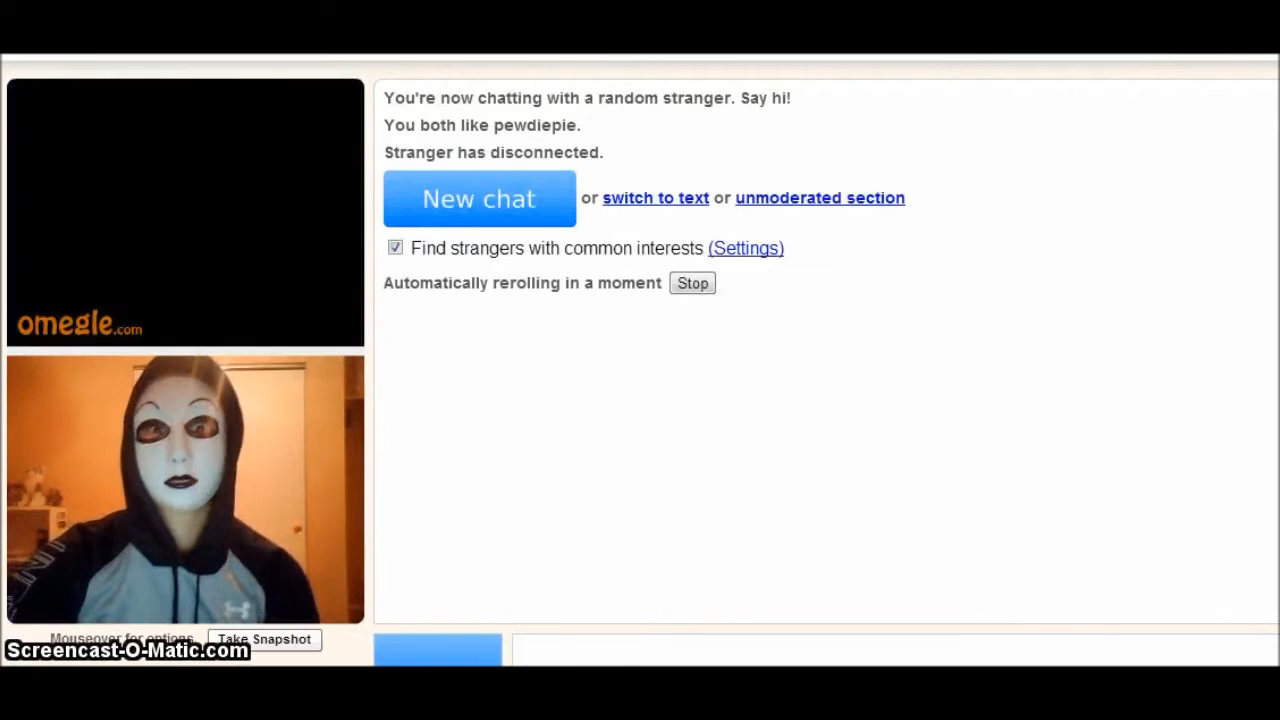 You're now chatting with a random stranger. Say hi!
You both like pewdiepie.
Stranger has disconnected.
New chat or switch to text or unmoderated section
Find strangers with common interests (Settings)
Automatically rerolling in a moment Stop
omegle.com
Mouseover for options Take Snapshot
Screencast-O-Matic.com